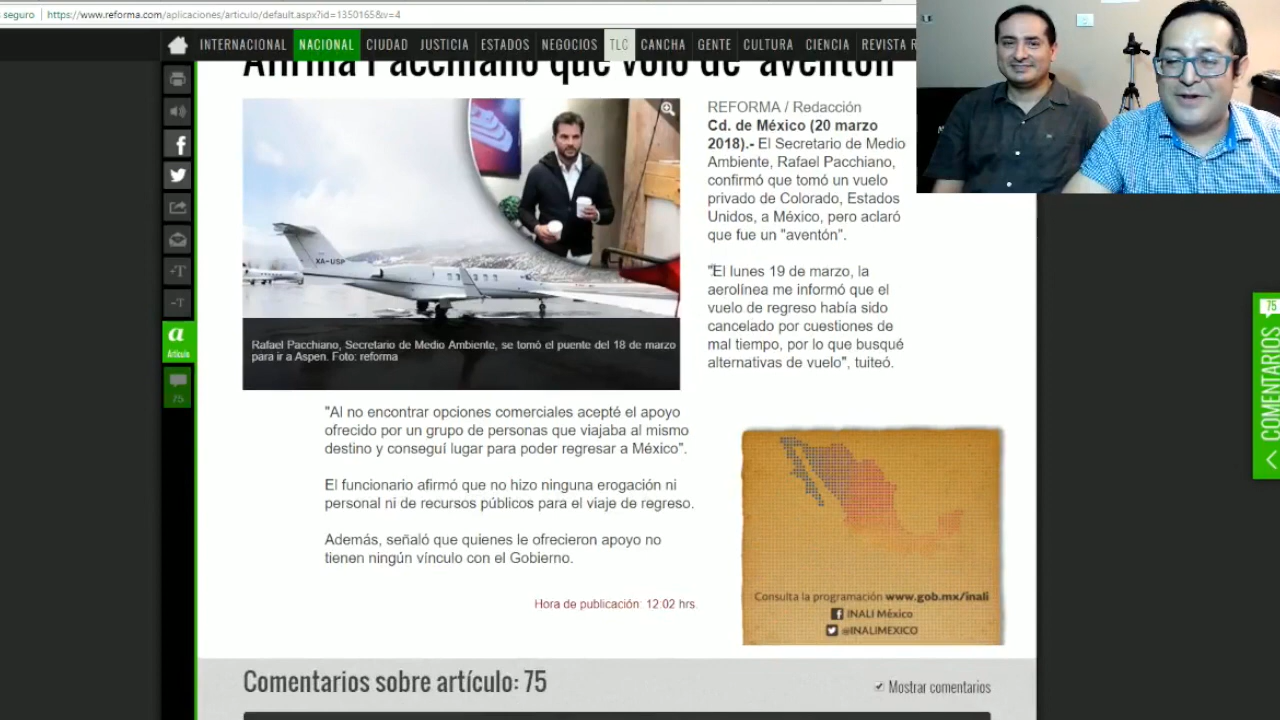 seguro
https://www.reforma.com/aplicaciones/articulo/default.aspx?id=1350165&v=4
INTERNACIONAL NACIONAL CIUDAD JUSTICIA ESTADOS NEGOCIOS TLC CANCHA GENTE CULTURA CIENCIA REVISTA R
Afirma Pacchiano que voló de 'aventón'
XA-USP
Rafael Pacchiano, Secretario de Medio Ambiente, se tomó el puente del 18 de marzo
para ir a Aspen. Foto: reforma
REFORMA / Redacción
Cd. de México (20 marzo
2018).- El Secretario de Medio
Ambiente, Rafael Pacchiano,
confirmó que tomó un vuelo
privado de Colorado, Estados
Unidos, a México, pero aclaró
que fue un "aventón".
"El lunes 19 de marzo, la
aerolínea me informó que el
vuelo de regreso había sido
cancelado por cuestiones de
mal tiempo, por lo que busqué
alternativas de vuelo", tuiteó.
"Al no encontrar opciones comerciales acepté el apoyo
ofrecido por un grupo de personas que viajaba al mismo
destino y conseguí lugar para poder regresar a México".
El funcionario afirmó que no hizo ninguna erogación ni
personal ni de recursos públicos para el viaje de regreso.
Además, señaló que quienes le ofrecieron apoyo no
tienen ningún vínculo con el Gobierno.
Hora de publicación: 12:02 hrs.
+T
-T
a
Artículo
75
Consulta la programación www.gob.mx/inali
INALI México
@INALIMEXICO
75
COMENTARIOS
Comentarios sobre artículo: 75
Mostrar comentarios